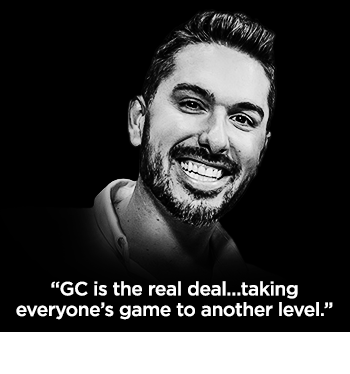 “GC is the real deal...taking
everyone’s game to another level.”